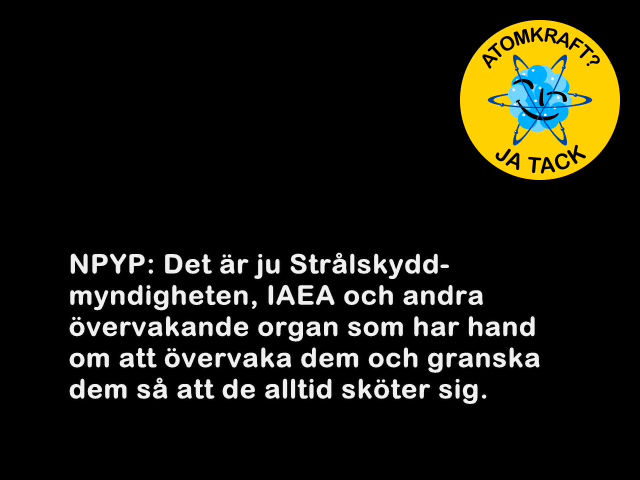 ATOMKRAFT?
JA TACK
NPYP: Det är ju Strålskydd-
myndigheten, IAEA och andra
övervakande organ som har hand
om att övervaka dem och granska
dem så att de alltid sköter sig.